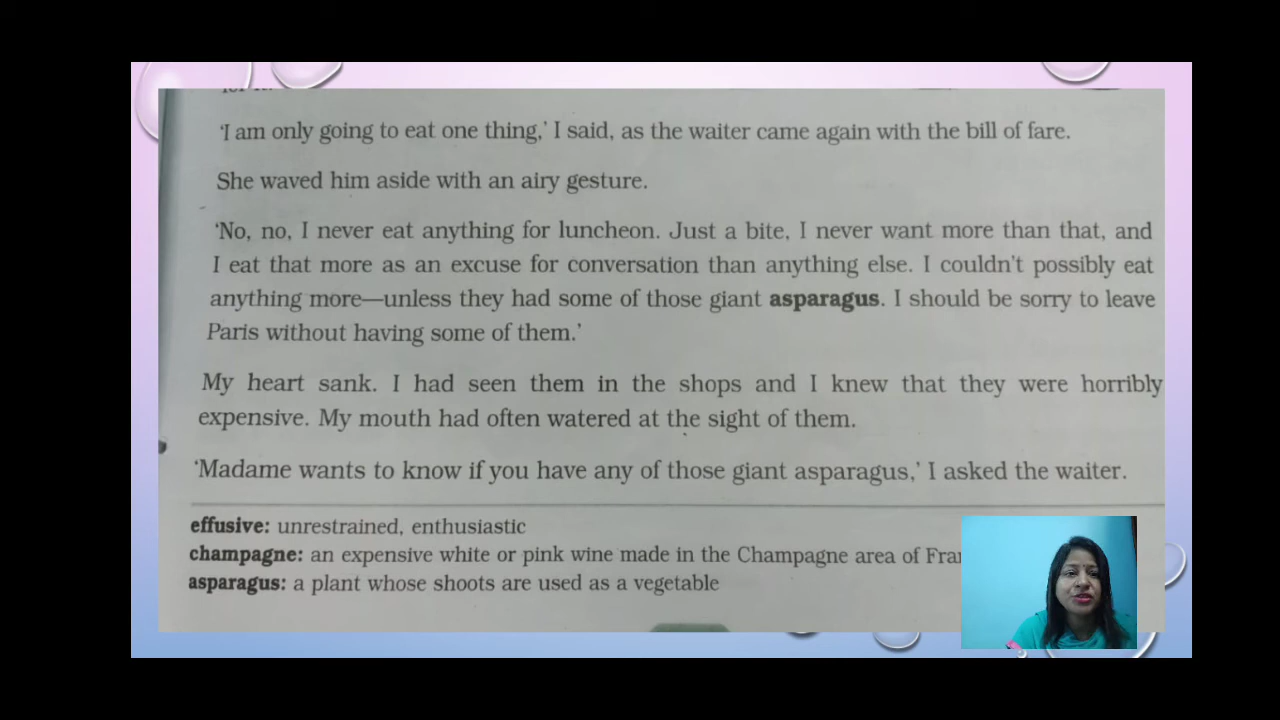 ‘I am only going to eat one thing,’ I said, as the waiter came again with the bill of fare.
She waved him aside with an airy gesture.
‘No, no, I never eat anything for luncheon. Just a bite, I never want more than that, and
I eat that more as an excuse for conversation than anything else. I couldn't possibly eat
anything more—unless they had some of those giant asparagus. I should be sorry to leave
Paris without having some of them.’
My heart sank. I had seen them in the shops and I knew that they were horribly
expensive. My mouth had often watered at the sight of them.
‘Madame wants to know if you have any of those giant asparagus,’ I asked the waiter.
effusive: unrestrained, enthusiastic
champagne: an expensive white or pink wine made in the Champagne area of
asparagus: a plant whose shoots are used as a vegetable